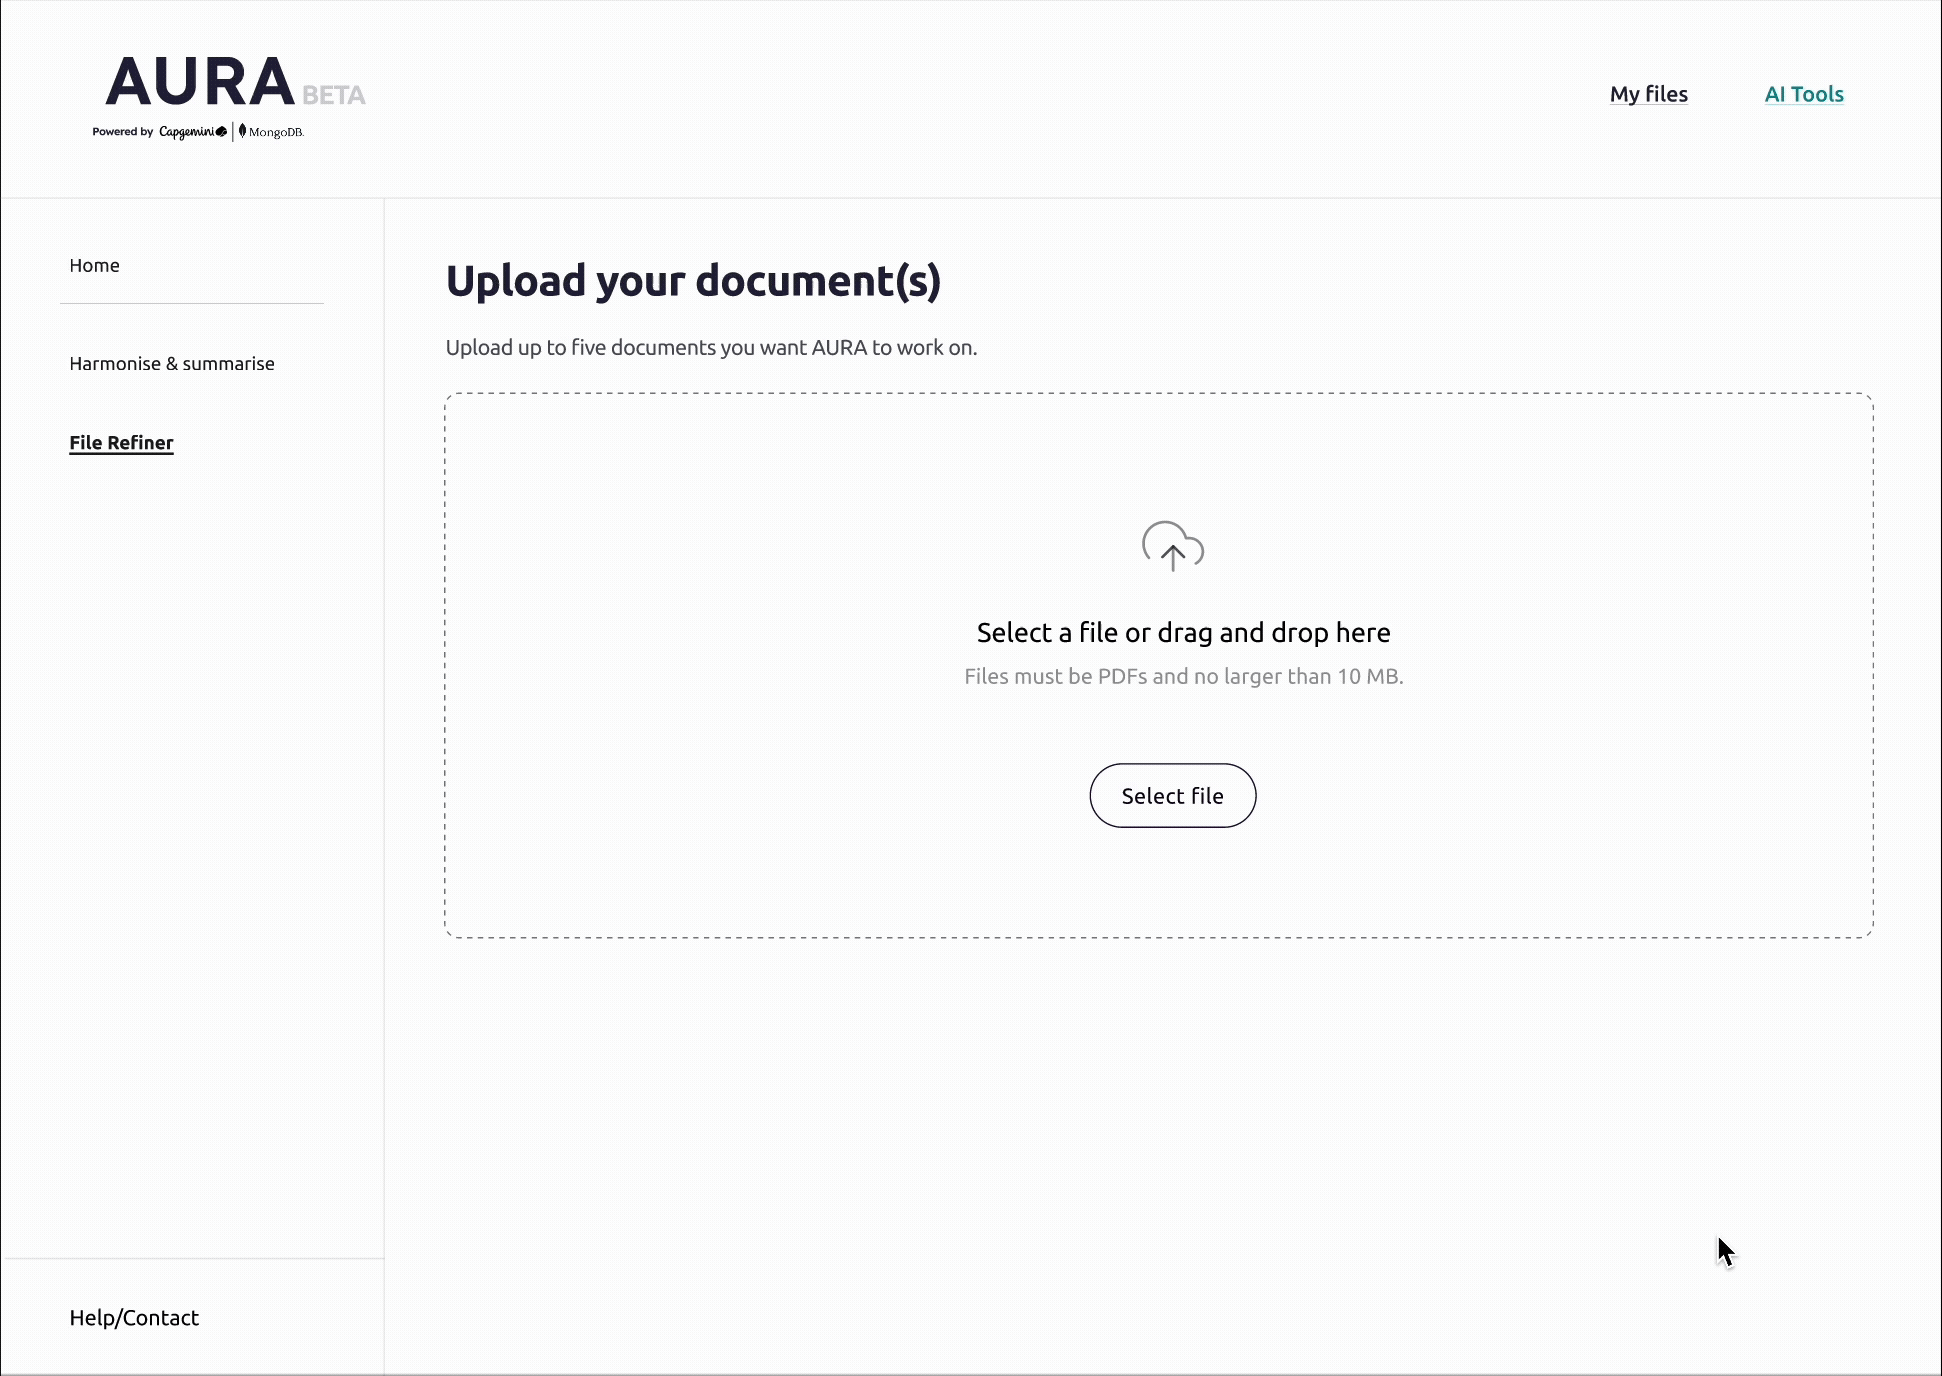 AURA BETA
Powered by Capgemini | MongoDB.
My files
AI Tools
Home
Harmonise & summarise
File Refiner
Help/Contact
Upload your document(s)
Upload up to five documents you want AURA to work on.
Select a file or drag and drop here
Files must be PDFs and no larger than 10 MB.
Select file